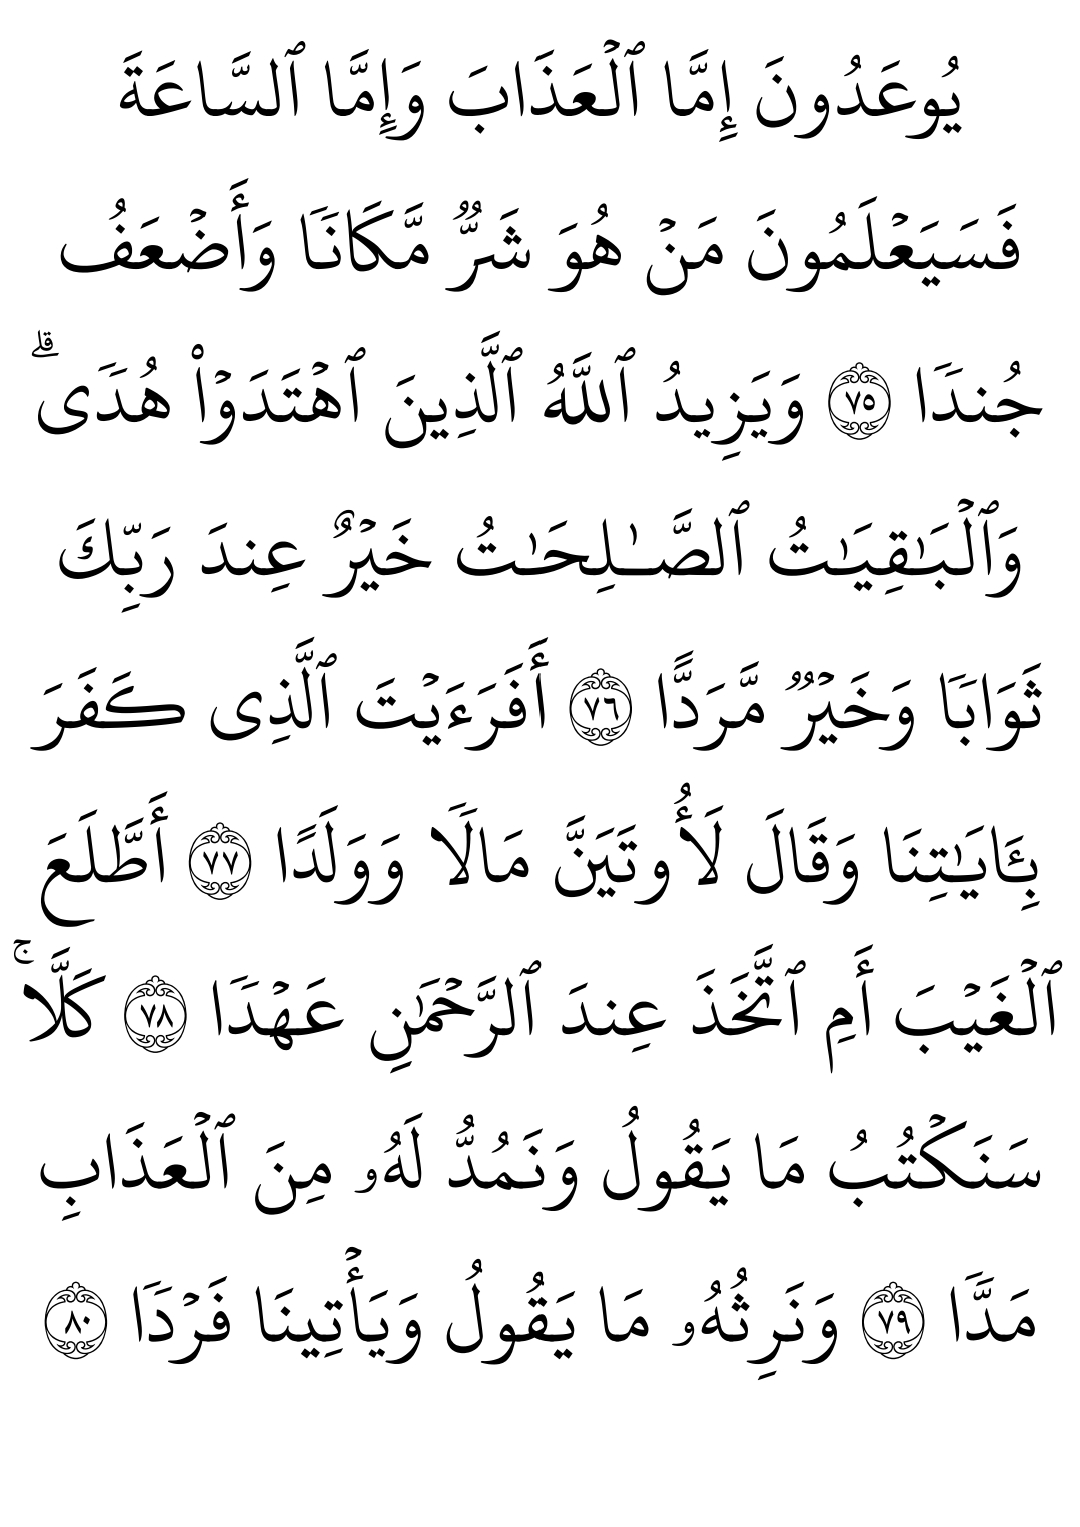 يُوعَدُونَ إِمَّا ٱلۡعَذَابَ وَإِمَّا ٱلسَّاعَةَ
فَسَيَعۡلَمُونَ مَنۡ هُوَ شَرّٞ مَّكَانٗا وَأَضۡعَفُ
جُندٗا ٧٥ وَيَزِيدُ ٱللَّهُ ٱلَّذِينَ ٱهۡتَدَوۡاْ هُدٗىۗ
وَٱلۡبَٰقِيَٰتُ ٱلصَّـٰلِحَٰتُ خَيۡرٌ عِندَ رَبِّكَ
ثَوَابٗا وَخَيۡرٞ مَّرَدًّا ٧٦ أَفَرَءَيۡتَ ٱلَّذِي كَفَرَ
بِـَٔايَٰتِنَا وَقَالَ لَأُوتَيَنَّ مَالٗا وَوَلَدًا ٧٧ أَطَّلَعَ
ٱلۡغَيۡبَ أَمِ ٱتَّخَذَ عِندَ ٱلرَّحۡمَٰنِ عَهۡدٗا ٧٨ كَلَّاۚ
سَنَكۡتُبُ مَا يَقُولُ وَنَمُدُّ لَهُۥ مِنَ ٱلۡعَذَابِ
مَدّٗا ٧٩ وَنَرِثُهُۥ مَا يَقُولُ وَيَأۡتِينَا فَرۡدٗا ٨٠